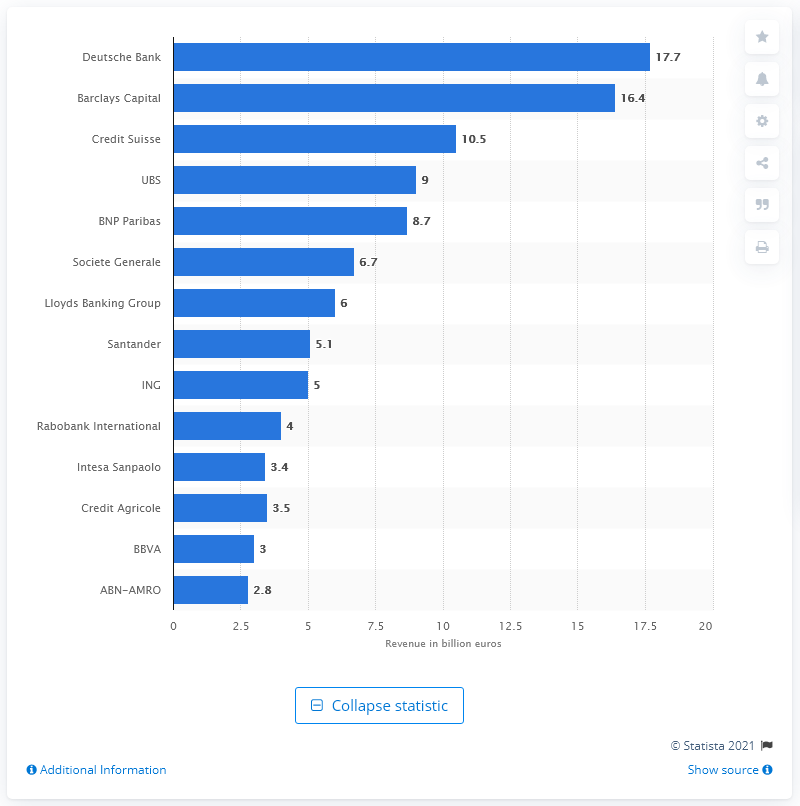 Deutsche Bank 17.7
Barclays Capital 16.4
Credit Suisse 10.5
UBS 9
BNP Paribas 8.7
Societe Generale 6.7
Lloyds Banking Group 6
Santander 5.1
ING 5
Rabobank International 4
Intesa Sanpaolo 3.4
Credit Agricole 3.5
BBVA 3
ABN-AMRO 2.8
0 2.5 5 7.5 10 12.5 15 17.5 20
Revenue in billion euros
Collapse statistic
© Statista 2021
Additional Information Show source